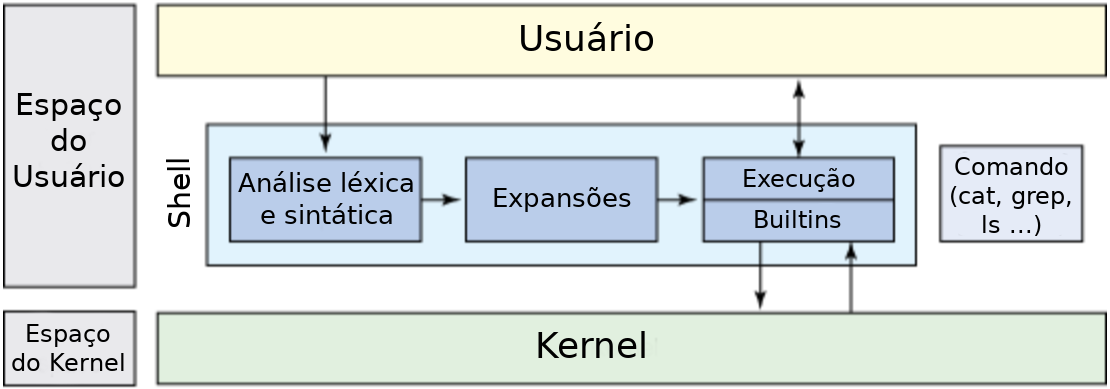 Usuário
Espaço
do
Usuário
Shell
Análise léxica
e sintática
Expansões
Execução
Builtins
Comando
(cat, grep,
ls ...)
Espaço
do Kernel
Kernel